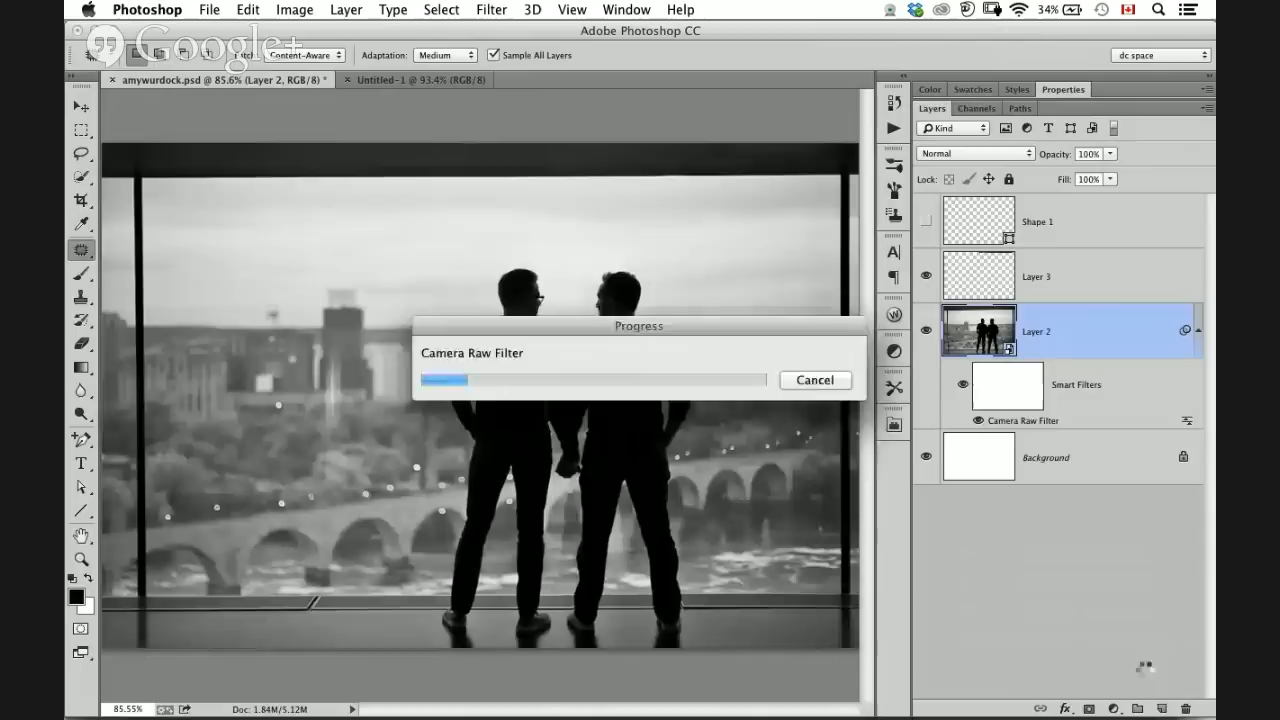 Photoshop File Edit Image Layer Type Select Filter 3D View Window Help 34%
Adobe Photoshop CC
Google+
Content-Aware Adaptation: Medium Sample All Layers dc space
amywurdock.psd @ 85.6% (Layer 2, RGB/8) * Untitled-1 @ 93.4% (RGB/8)
Color Swatches Styles Properties
Layers Channels Paths
Kind
Normal Opacity: 100%
Lock: Fill: 100%
Shape 1
Layer 3
Layer 2
Smart Filters
Camera Raw Filter
Background
Progress
Camera Raw Filter
Cancel
85.55% Doc: 1.84M/5.12M